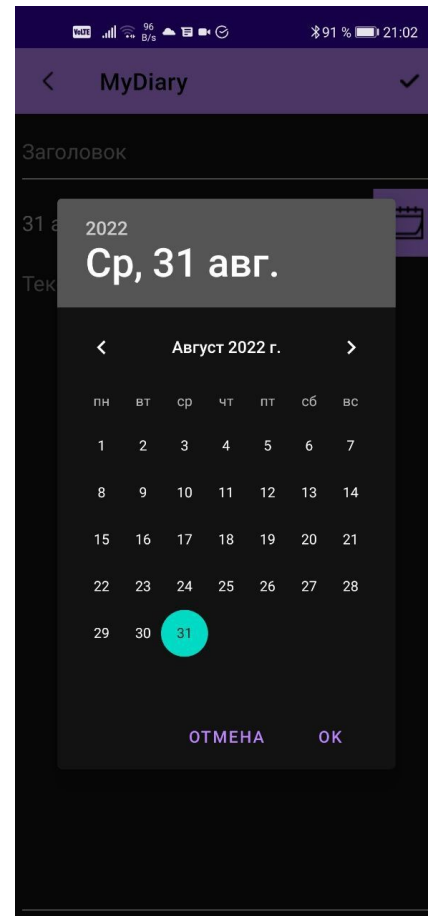 VoLTE 96 B/s 91 % 21:02
MyDiary
Заголовок
31 а
Тек
2022
Ср, 31 авг.
Август 2022 г.
пн вт ср чт пт сб вс
1 2 3 4 5 6 7
8 9 10 11 12 13 14
15 16 17 18 19 20 21
22 23 24 25 26 27 28
29 30 31
ОТМЕНА OK